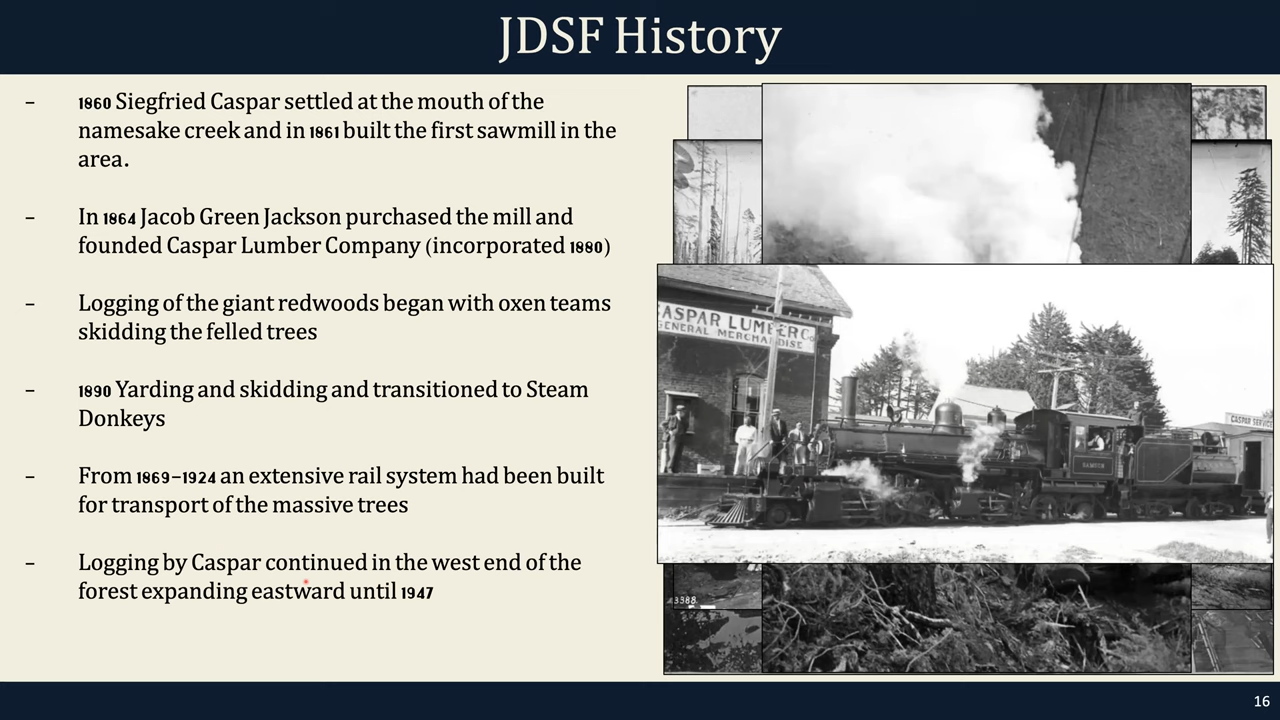 JDSF History
- 1860 Siegfried Caspar settled at the mouth of the
namesake creek and in 1861 built the first sawmill in the
area.
- In 1864 Jacob Green Jackson purchased the mill and
founded Caspar Lumber Company (incorporated 1880)
- Logging of the giant redwoods began with oxen teams
skidding the felled trees
- 1890 Yarding and skidding and transitioned to Steam
Donkeys
- From 1869-1924 an extensive rail system had been built
for transport of the massive trees
- Logging by Caspar continued in the west end of the
forest expanding eastward until 1947
CASPAR LUMBER CO
GENERAL MERCHANDISE
CASPAR SERVICE
3388
16